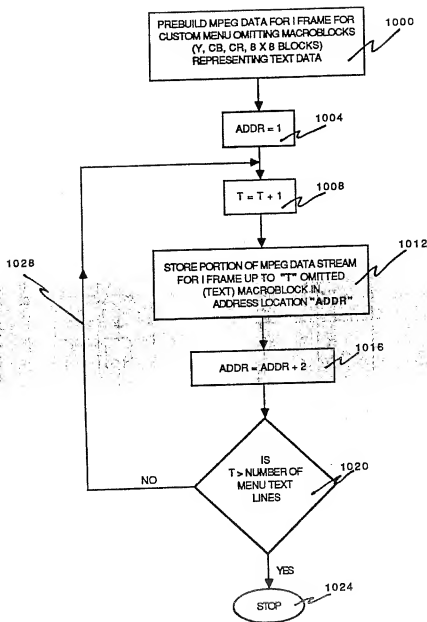 PREBUILD MPEG DATA FOR I FRAME FOR
CUSTOM MENU OMITTING MACROBLOCKS
(Y, CB, CR, 8 X 8 BLOCKS)
REPRESENTING TEXT DATA
1000
ADDR = 1
1004
T = T + 1
1008
STORE PORTION OF MPEG DATA STREAM
FOR I FRAME UP TO "T" OMITTED
(TEXT) MACROBLOCK IN
ADDRESS LOCATION "ADDR"
1012
1028
ADDR = ADDR + 2
1016
IS
T > NUMBER OF
MENU TEXT
LINES
1020
NO
YES
STOP
1024